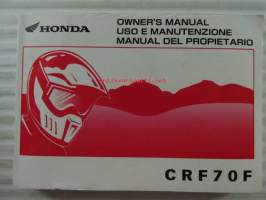 HONDA
OWNER'S MANUAL
USO E MANUTENZIONE
MANUAL DEL PROPIETARIO
CRF70F